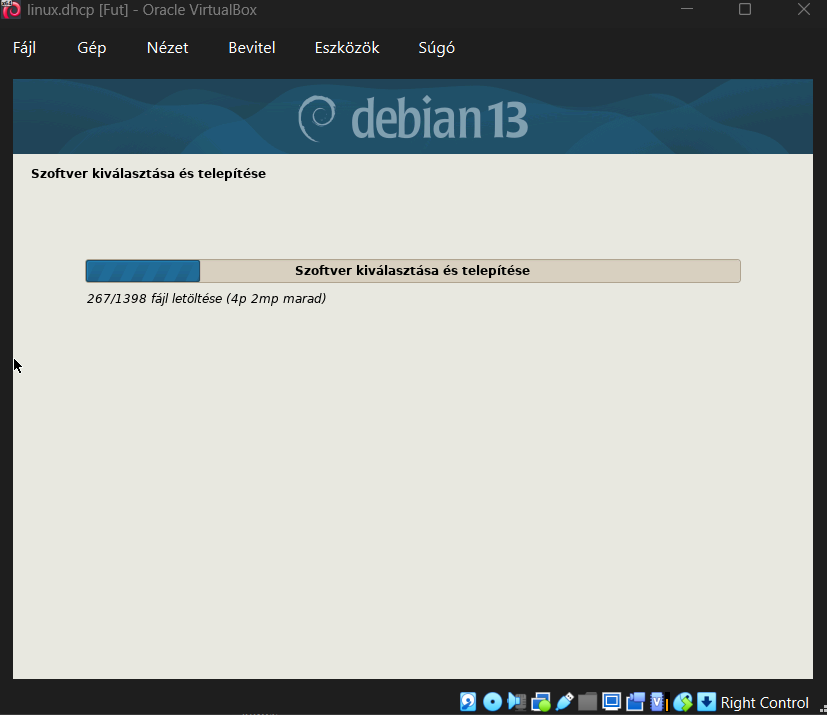 linux.dhcp [Fut] - Oracle VirtualBox
Fájl Gép Nézet Bevitel Eszközök Súgó
debian 13
Szoftver kiválasztása és telepítése
Szoftver kiválasztása és telepítése
267/1398 fájl letöltése (4p 2mp marad)
Right Control